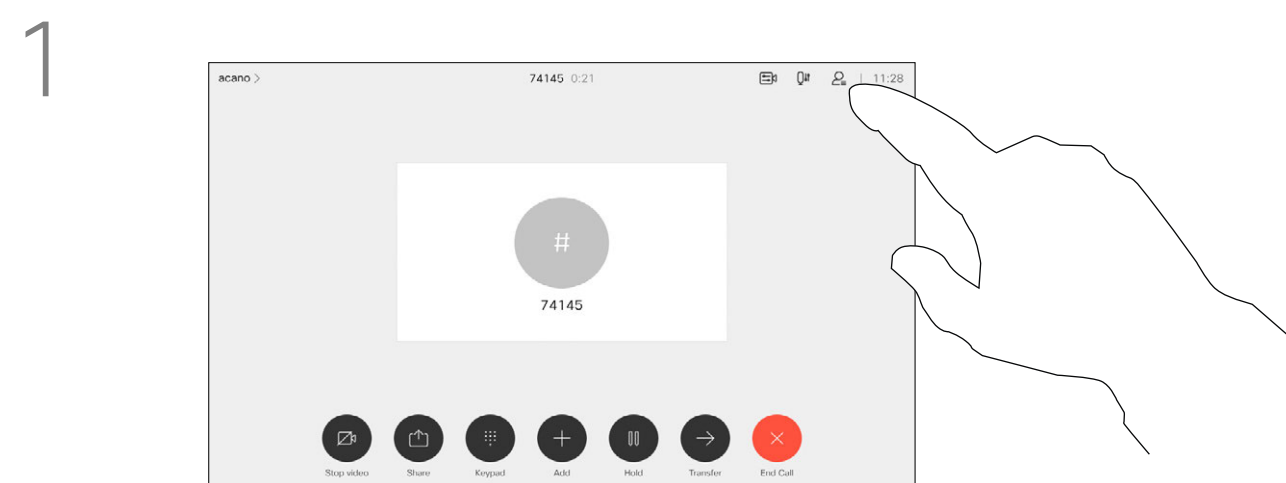 1
acano >
74145 0:21
11:28
#
74145
Stop video Share Keypad Add Hold Transfer End Call